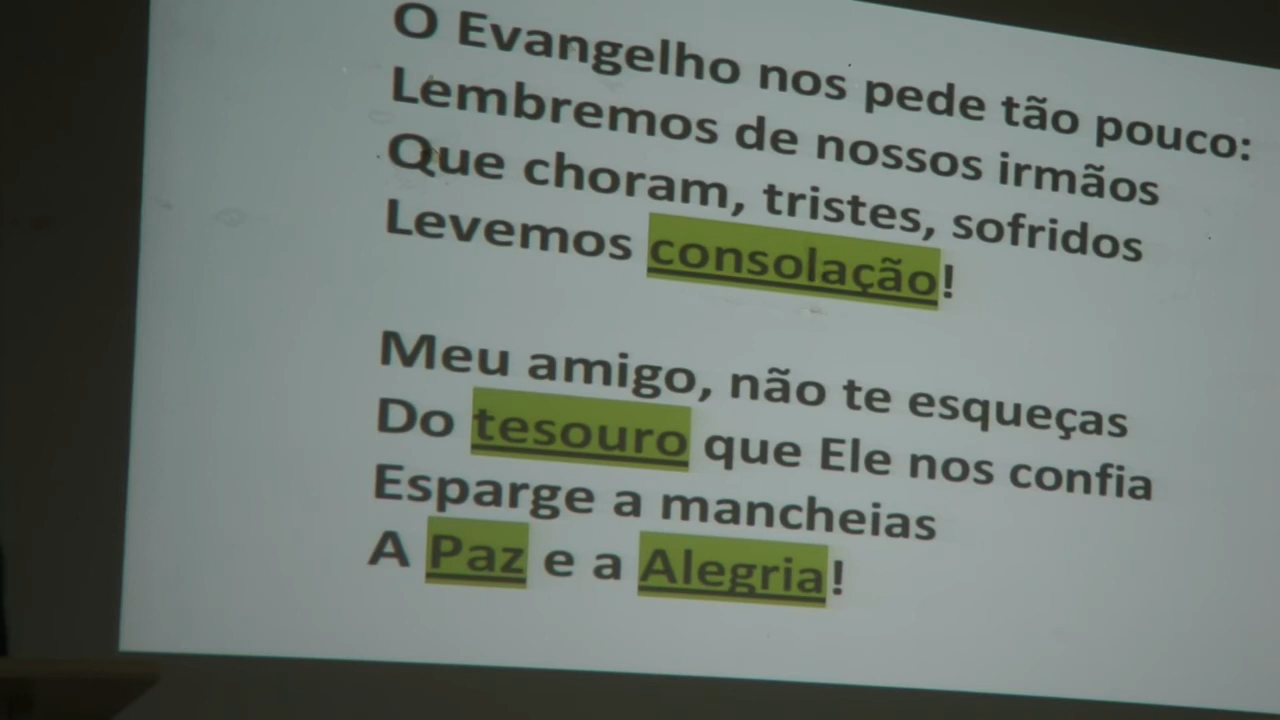 O Evangelho nos pede tão pouco:
Lembremos de nossos irmãos
Que choram, tristes, sofridos
Levemos consolação!
Meu amigo, não te esqueças
Do tesouro que Ele nos confia
Esparge a mancheias
A Paz e a Alegria!